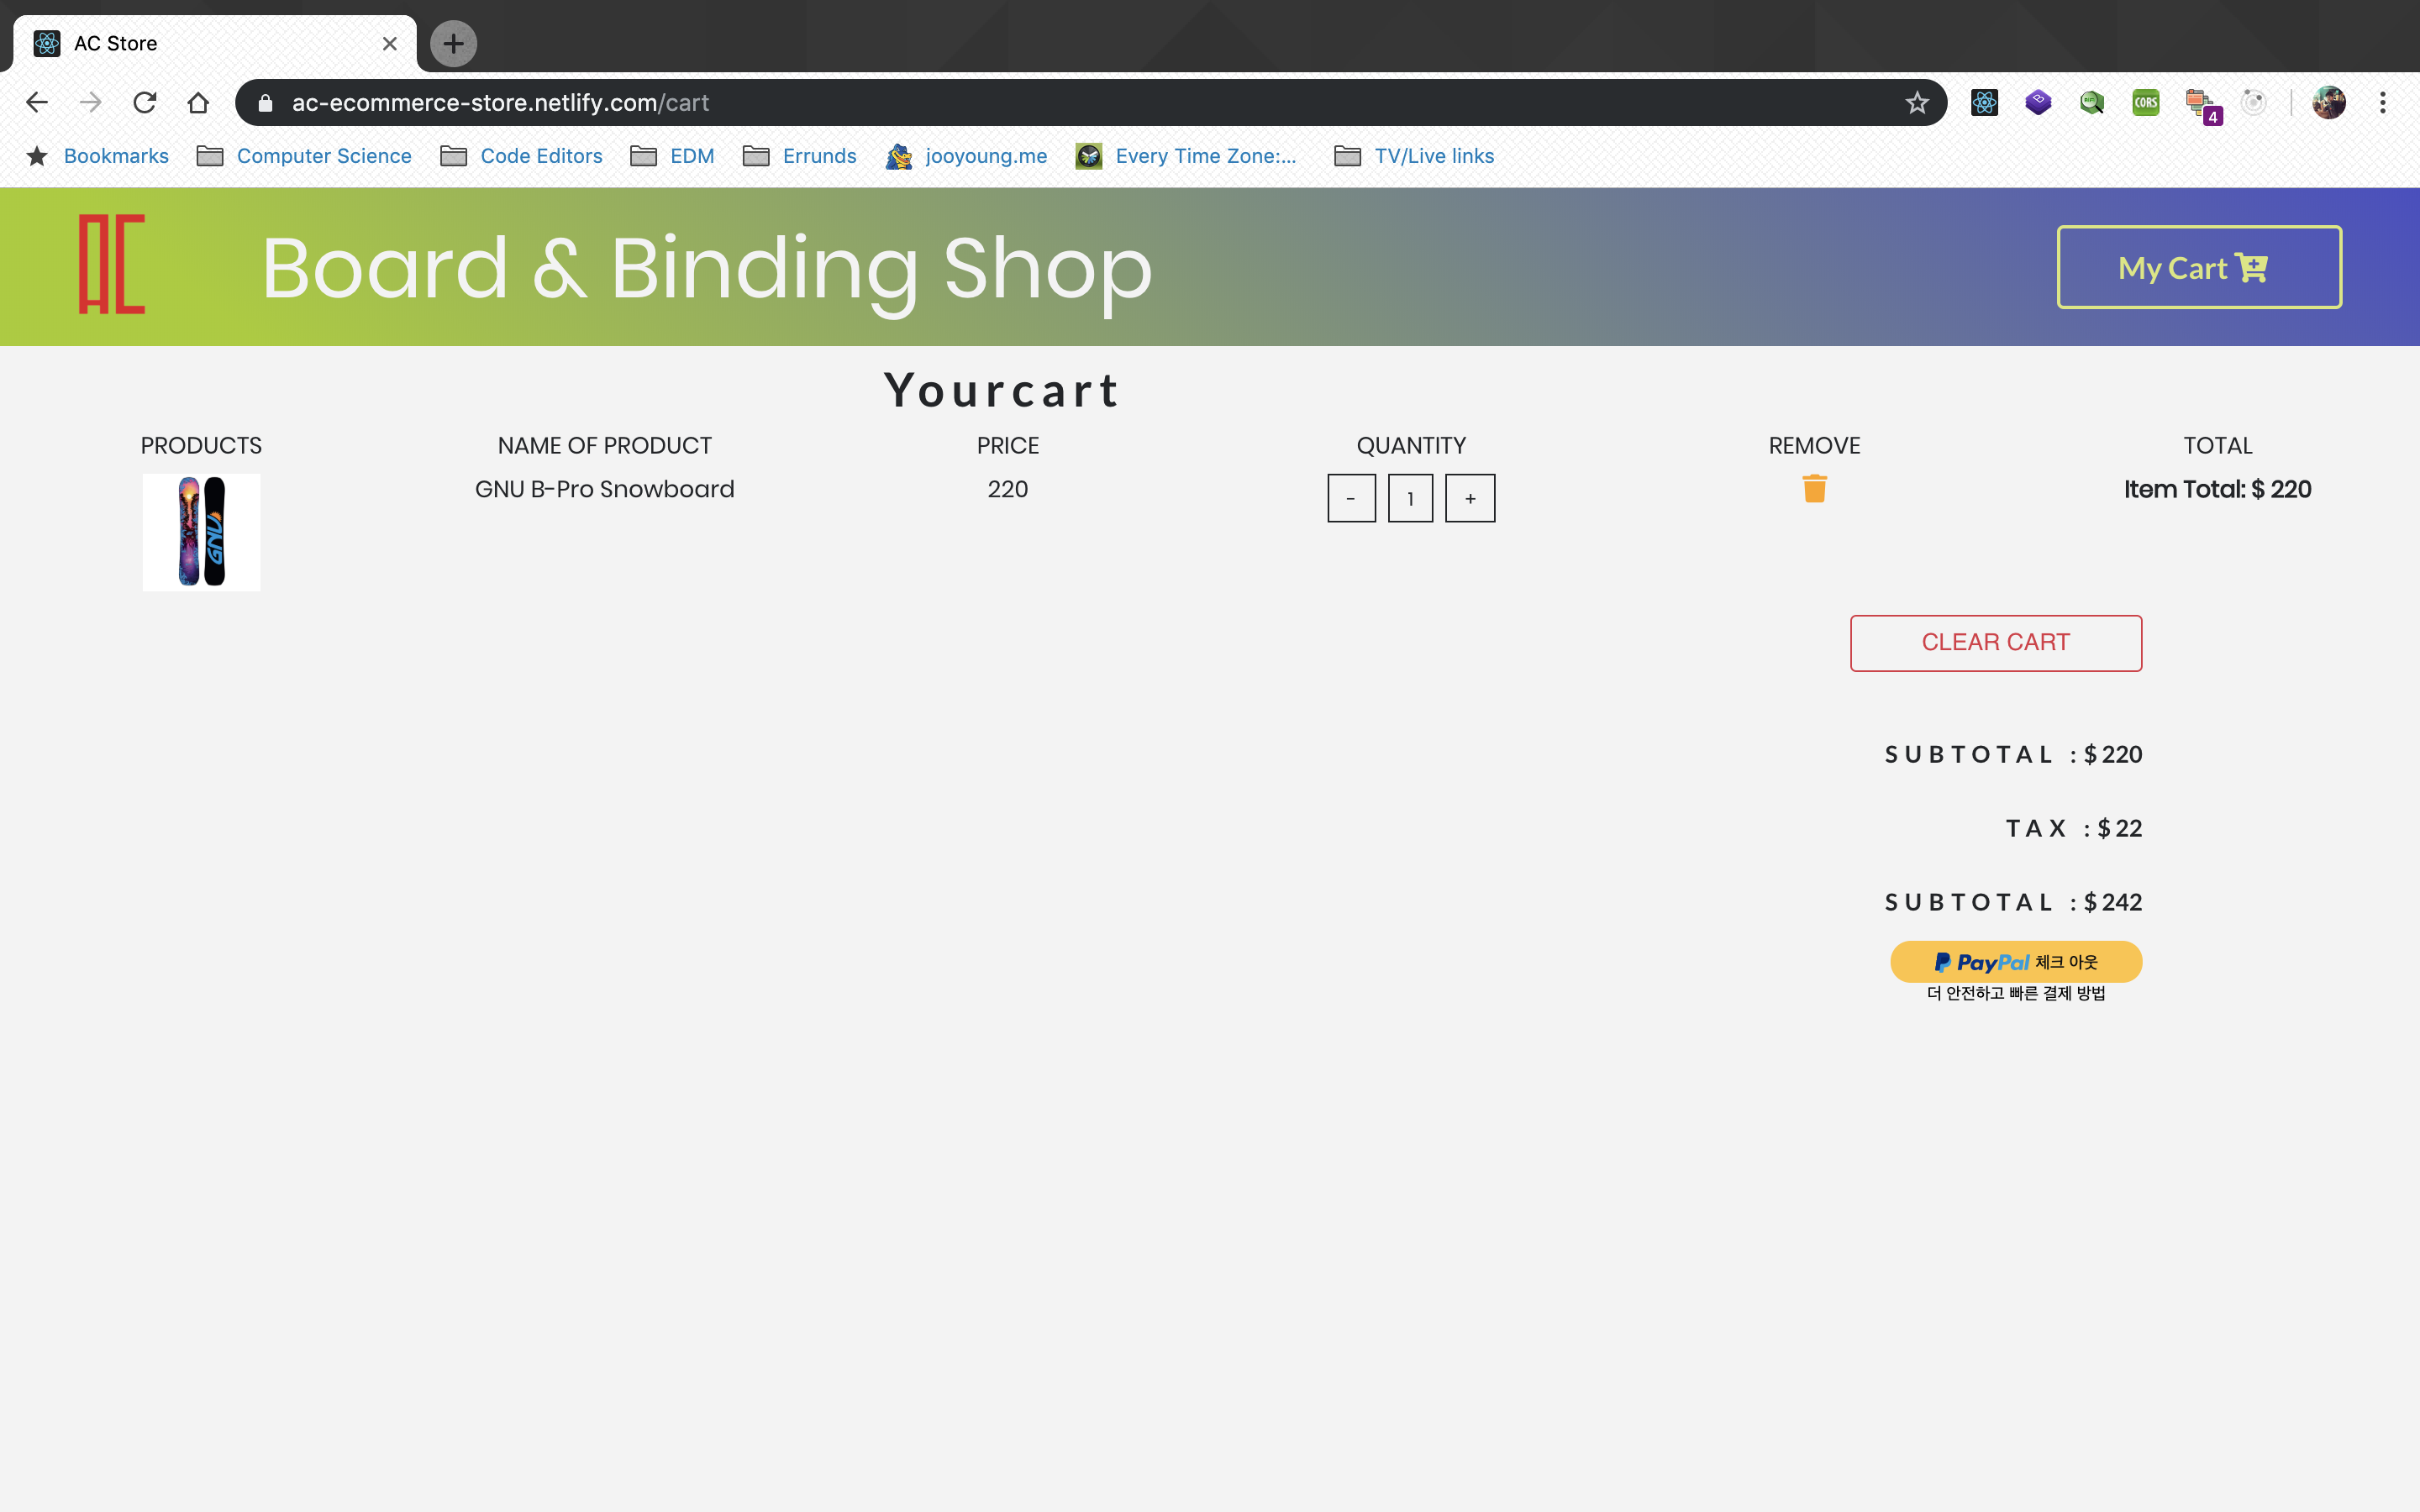 AC Store
ac-ecommerce-store.netlify.com/cart
CORS
4
Bookmarks Computer Science Code Editors EDM Errunds jooyoung.me Every Time Zone:... TV/Live links
AC Board & Binding Shop My Cart
Yourcart
PRODUCTS NAME OF PRODUCT PRICE QUANTITY REMOVE TOTAL
GNU B-Pro Snowboard 220 - 1 + Item Total: $ 220
GNU
CLEAR CART
SUBTOTAL : $ 220
TAX : $ 22
SUBTOTAL : $ 242
PayPal 체크 아웃
더 안전하고 빠른 결제 방법